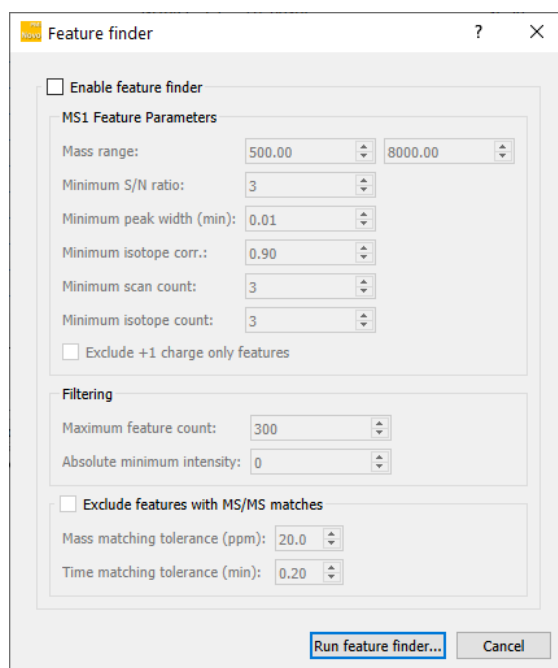 Feature finder
?
Enable feature finder
MS1 Feature Parameters
Mass range: 500.00 8000.00
Minimum S/N ratio: 3
Minimum peak width (min): 0.01
Minimum isotope corr.: 0.90
Minimum scan count: 3
Minimum isotope count: 3
Exclude +1 charge only features
Filtering
Maximum feature count: 300
Absolute minimum intensity: 0
Exclude features with MS/MS matches
Mass matching tolerance (ppm): 20.0
Time matching tolerance (min): 0.20
Run feature finder... Cancel